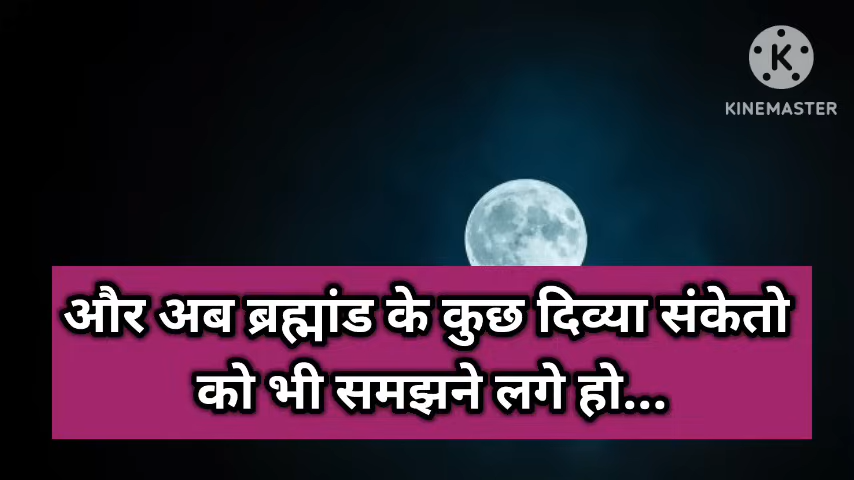 K
KINEMASTER
और अब ब्रह्मांड के कुछ दिव्या संकेतो
को भी समझने लगे हो...